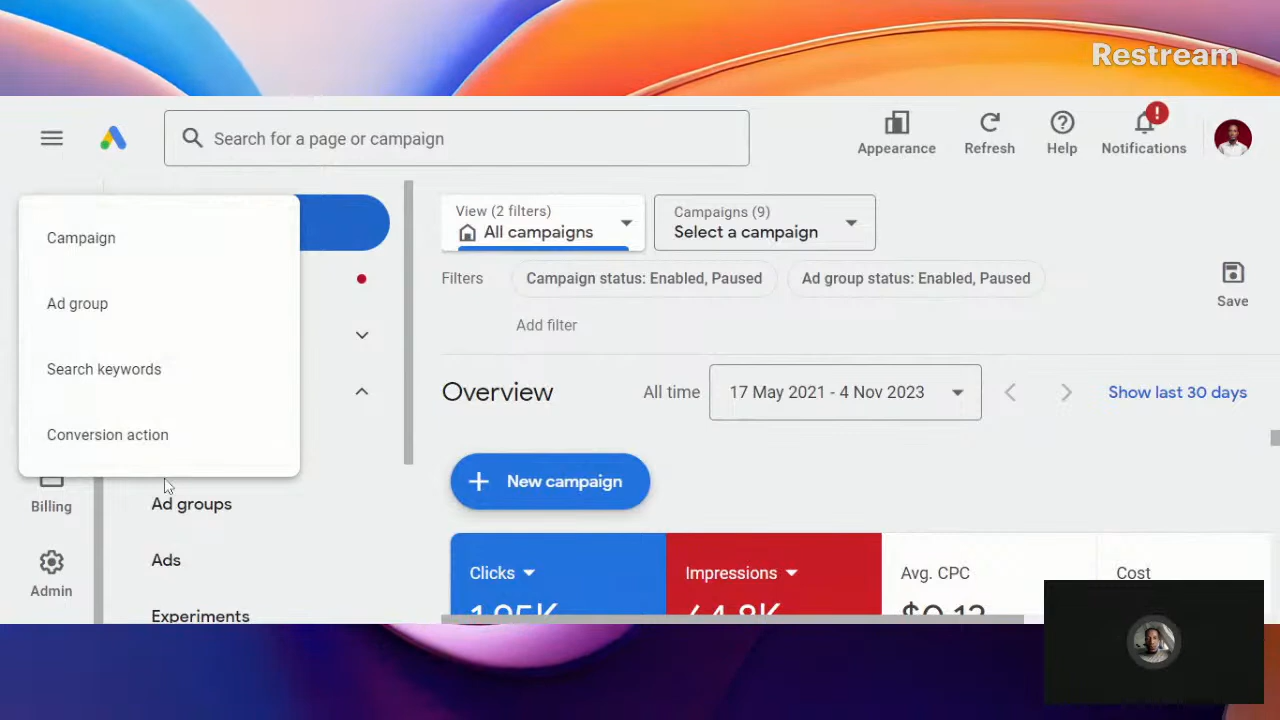 Restream
Search for a page or campaign
Appearance
Refresh
Help
!
Notifications
Campaign
Ad group
Search keywords
Conversion action
Billing
Admin
Ad groups
Ads
Experiments
View (2 filters)
All campaigns
Campaigns (9)
Select a campaign
Filters
Campaign status: Enabled, Paused
Ad group status: Enabled, Paused
Add filter
Save
Overview
All time
17 May 2021 - 4 Nov 2023
Show last 30 days
+ New campaign
Clicks
Impressions
Avg. CPC
Cost